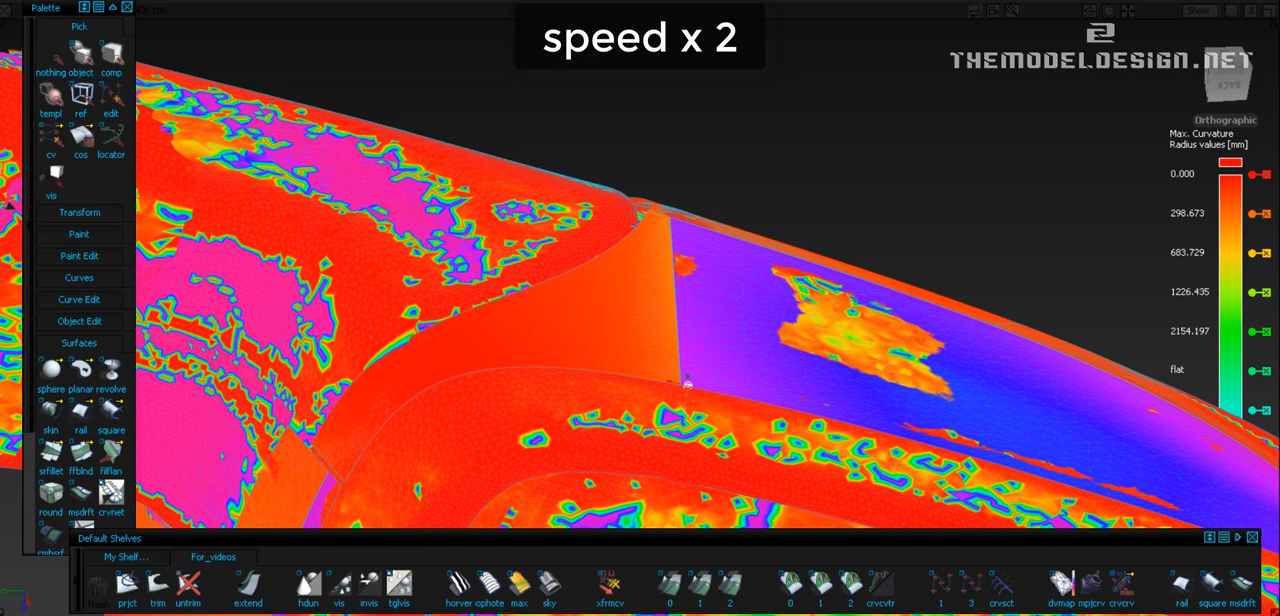 Palette
speed x 2
Show
THEMODELDESIGN.NET
BACK
Orthographic
Max. Curvature
Radius values [mm]
0.000
298.673
683.729
1226.435
2154.197
flat
Pick
nothing object comp
templ ref edit
cv cos locator
vis
Transform
Paint
Paint Edit
Curves
Curve Edit
Object Edit
Surfaces
sphere planar revolve
skin rail square
srfillet ffblnd filflan
round msdrft crvnet
Default Shelves
My Shelf... For_videos
Trash prjct trim untrim extend hdun vis invis tglvis horver ophote max sky xfrmcv 0 1 2 0 1 2 crvcvtr 1 3 crvsct dvmap mpjcrv crvcrv rail square msdrft